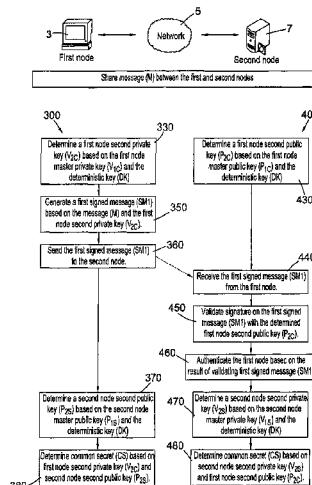 5
3
7
Network
First node
Second node
Share message (M) between the first and second nodes
300
400
330
Determine a first node second private
key (V2C) based on the first node
master private key (V1C) and the
deterministic key (DK)
Determine a first node second public
key (P2C) based on the first node
master public key (P1C) and the
deterministic key (DK)
430
Generate a first signed message (SM1)
based on the message (M) and the first
node second private key (V2C).
350
360
Send the first signed message (SM1)
to the second node.
440
Receive the first signed message (SM1)
from the first node.
450
Validate signature on the first signed
message (SM1) with the determined
first node second public key (P2C).
460
Authenticate the first node based on the
result of validating first signed message (SM1)
370
Determine a second node second public
key (P2S) based on the second node
master public key (P1S) and
the deterministic key (DK)
470
Determine a second node second private
key (V2S) based on the second node
master private key (V1S) and the
deterministic key (DK)
480
Determine common secret (CS) based on
first node second private key (V2C) and
second node second public key (P2S).
380
Determine common secret (CS) based on
second node second private key (V2S)
and first node second public key (P2C).